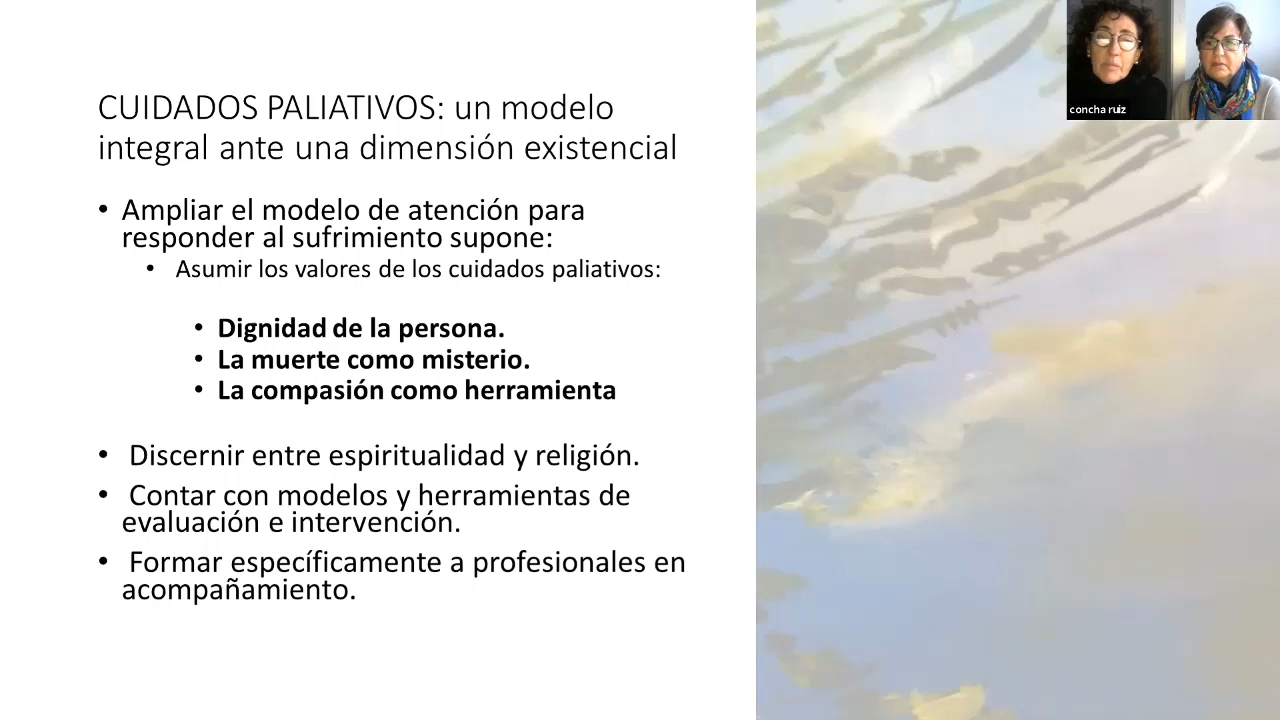 CUIDADOS PALIATIVOS: un modelo
integral ante una dimensión existencial
• Ampliar el modelo de atención para
responder al sufrimiento supone:
• Asumir los valores de los cuidados paliativos:
• Dignidad de la persona.
• La muerte como misterio.
• La compasión como herramienta
• Discernir entre espiritualidad y religión.
• Contar con modelos y herramientas de
evaluación e intervención.
• Formar específicamente a profesionales en
acompañamiento.
concha ruiz